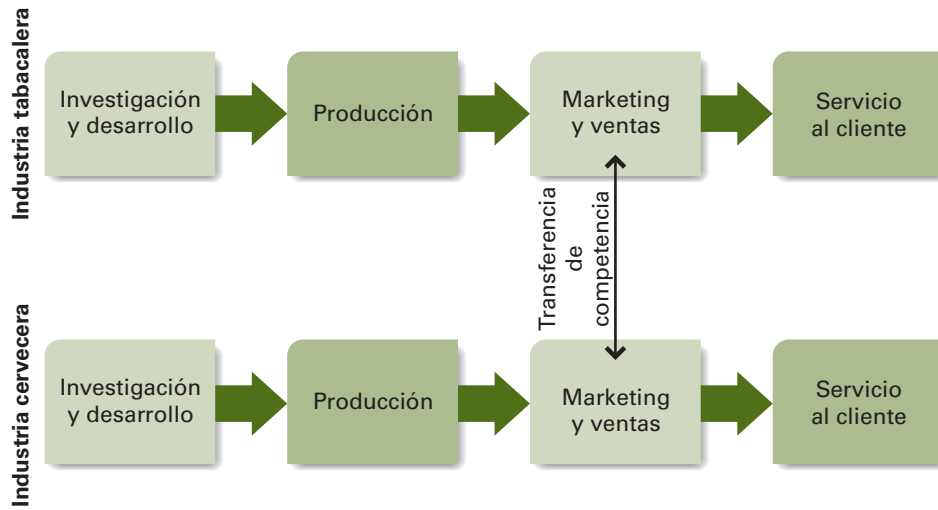 Industria tabacalera
Investigación
y desarrollo
Producción
Marketing
y ventas
Servicio
al cliente
Transferencia
de
competencia
Industria cervecera
Investigación
y desarrollo
Producción
Marketing
y ventas
Servicio
al cliente